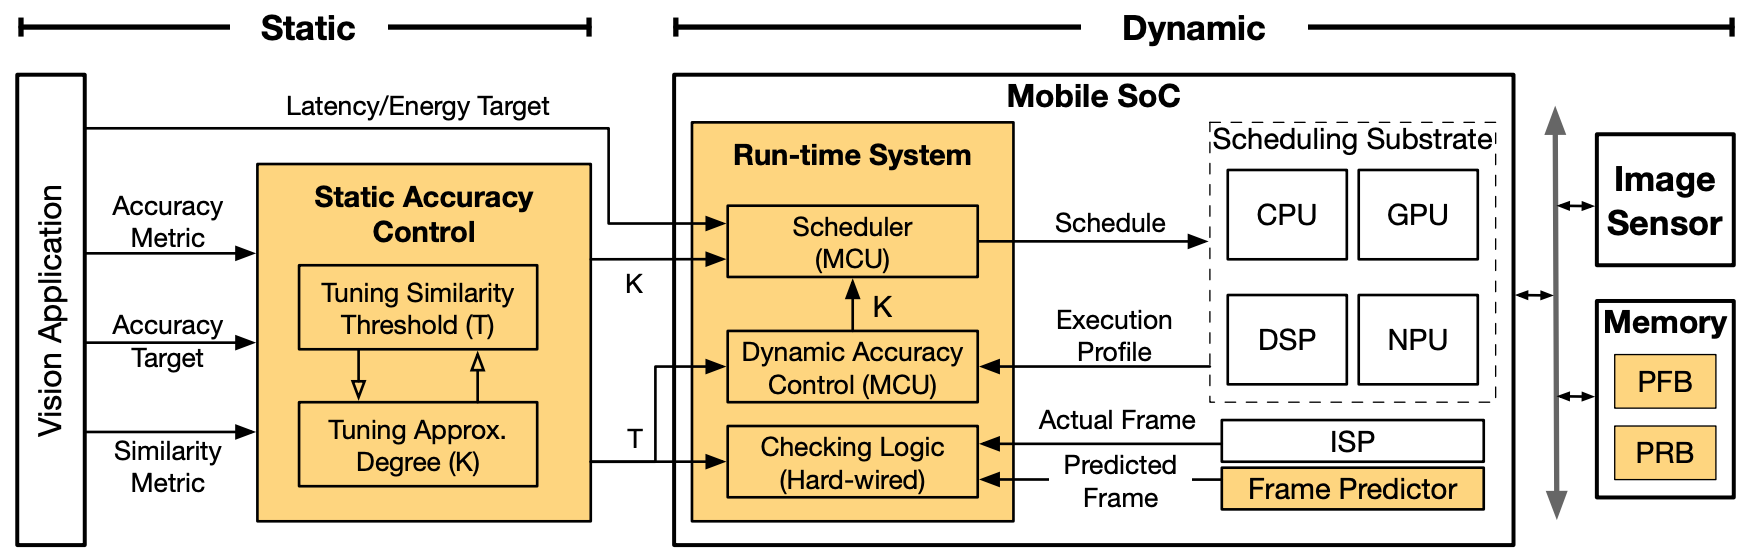 Static
Dynamic
Vision Application
Latency/Energy Target
Accuracy
Metric
Accuracy
Target
Similarity
Metric
Static Accuracy
Control
Tuning Similarity
Threshold (T)
Tuning Approx.
Degree (K)
K
T
Mobile SoC
Run-time System
Scheduler
(MCU)
K
Dynamic Accuracy
Control (MCU)
Checking Logic
(Hard-wired)
Schedule
Execution
Profile
Actual Frame
Predicted
Frame
Scheduling Substrate
CPU
GPU
DSP
NPU
ISP
Frame Predictor
Image
Sensor
Memory
PFB
PRB